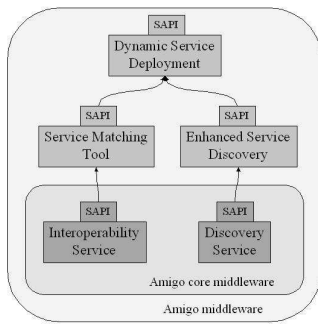 SAPI
Dynamic Service
Deployment
SAPI
Service Matching
Tool
SAPI
Enhanced Service
Discovery
SAPI
Interoperability
Service
SAPI
Discovery
Service
Amigo core middleware
Amigo middleware